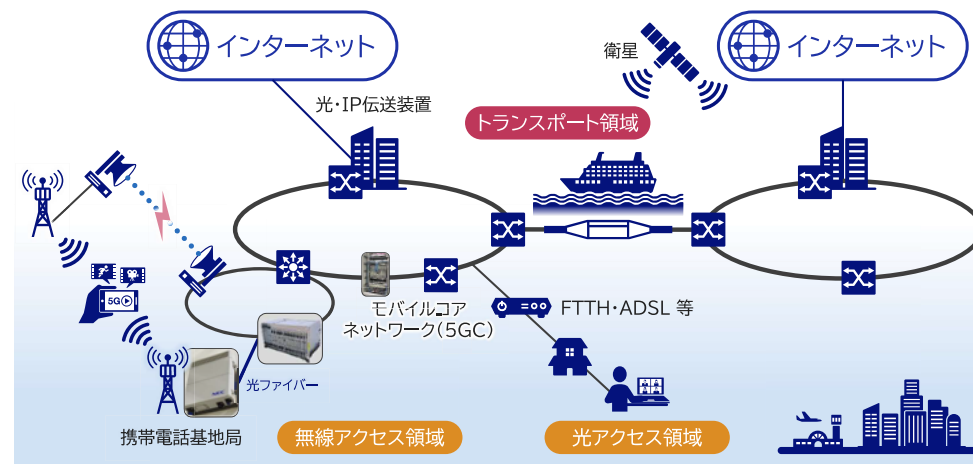 インターネット
インターネット
衛星
光・IP伝送装置
トランスポート領域
5G
モバイルコア
ネットワーク(5GC)
FTTH・ADSL 等
光ファイバー
携帯電話基地局
無線アクセス領域
光アクセス領域